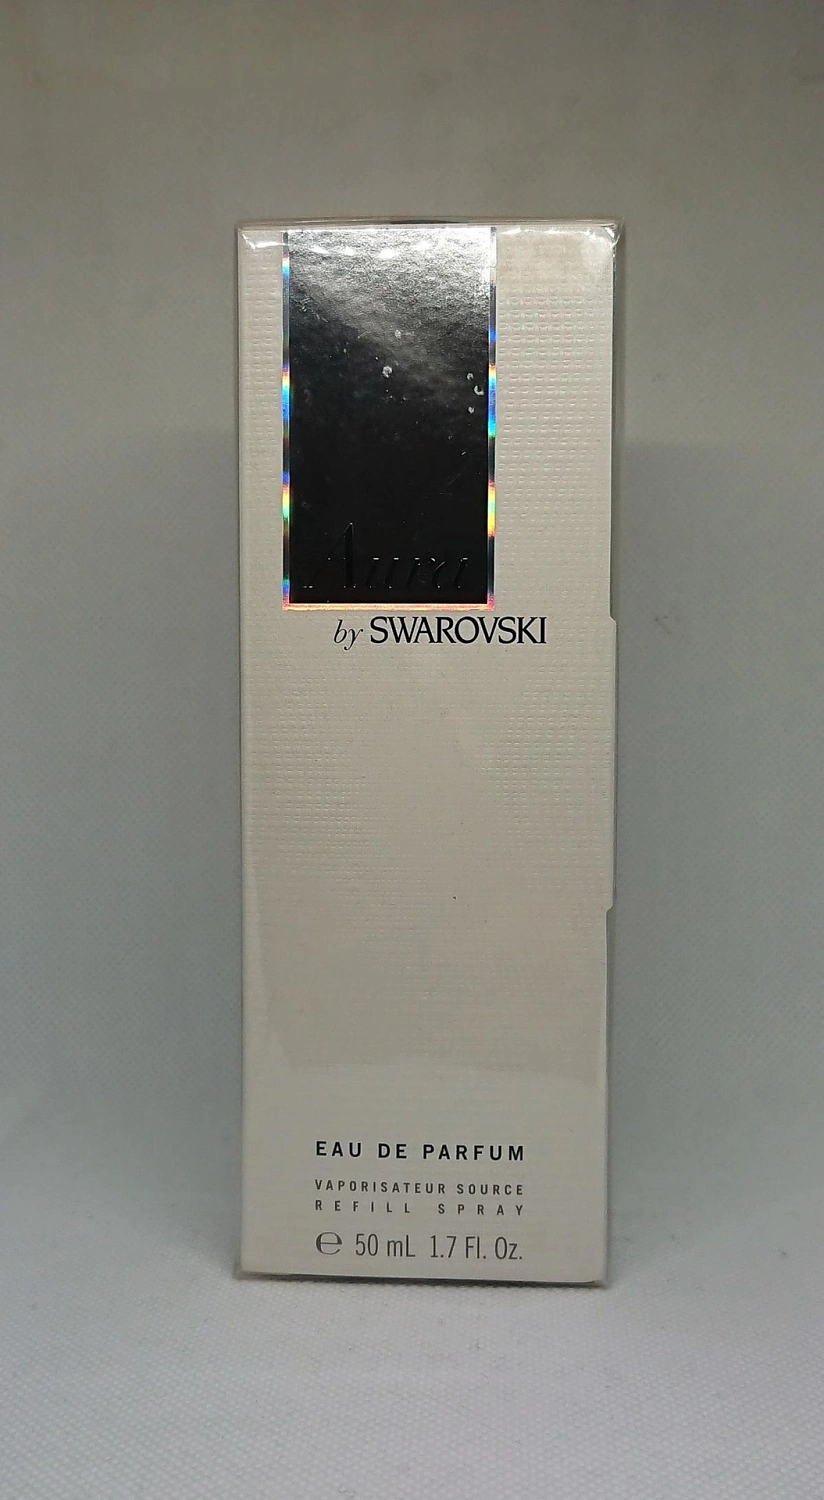 Aura
by SWAROVSKI
EAU DE PARFUM
VAPORISATEUR SOURCE
REFILL SPRAY
℮ 50 mL 1.7 Fl. Oz.